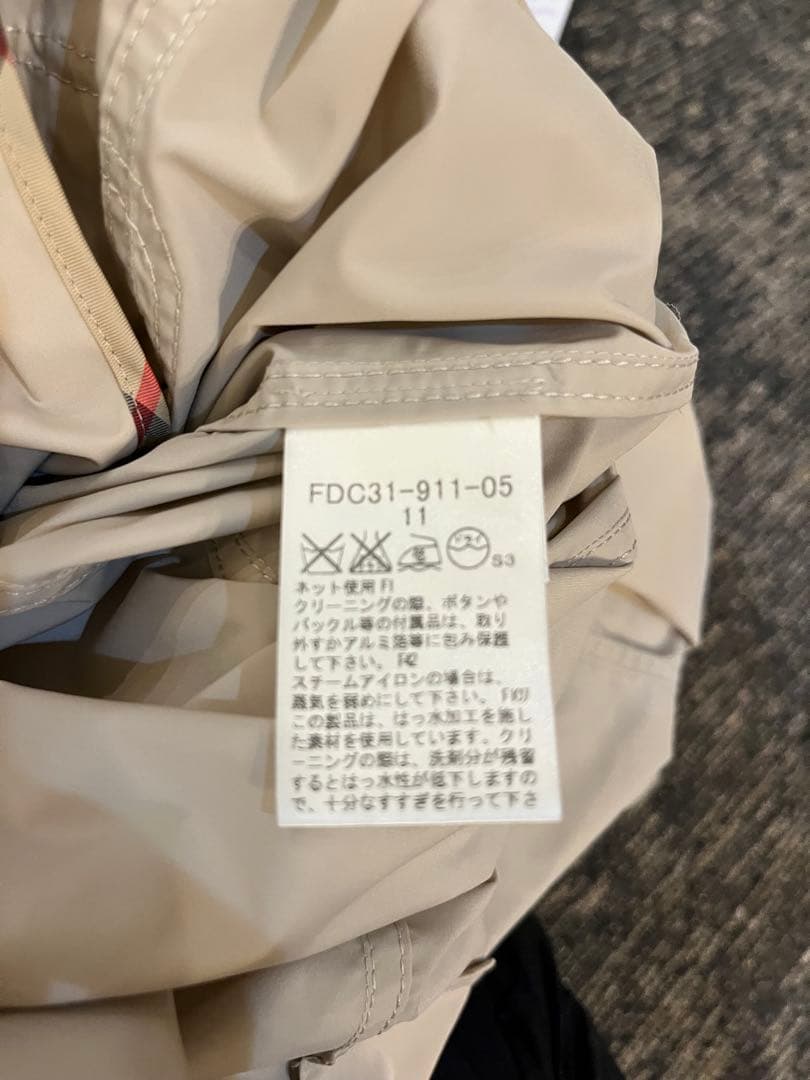 FDC31-911-05
11
ドライ S3
ネット使用 F1
クリーニングの際、ボタンや
バックル等の付属品は、取り
外すかアルミ箔等に包み保護
して下さい。 F42
スチームアイロンの場合は、
蒸気を弱めにして下さい。
この製品は、はっ水加工を施し
た素材を使用しています。クリ
ーニングの際は、洗剤分が残留
するとはっ水性が低下しますの
で、十分なすすぎを行って下さ